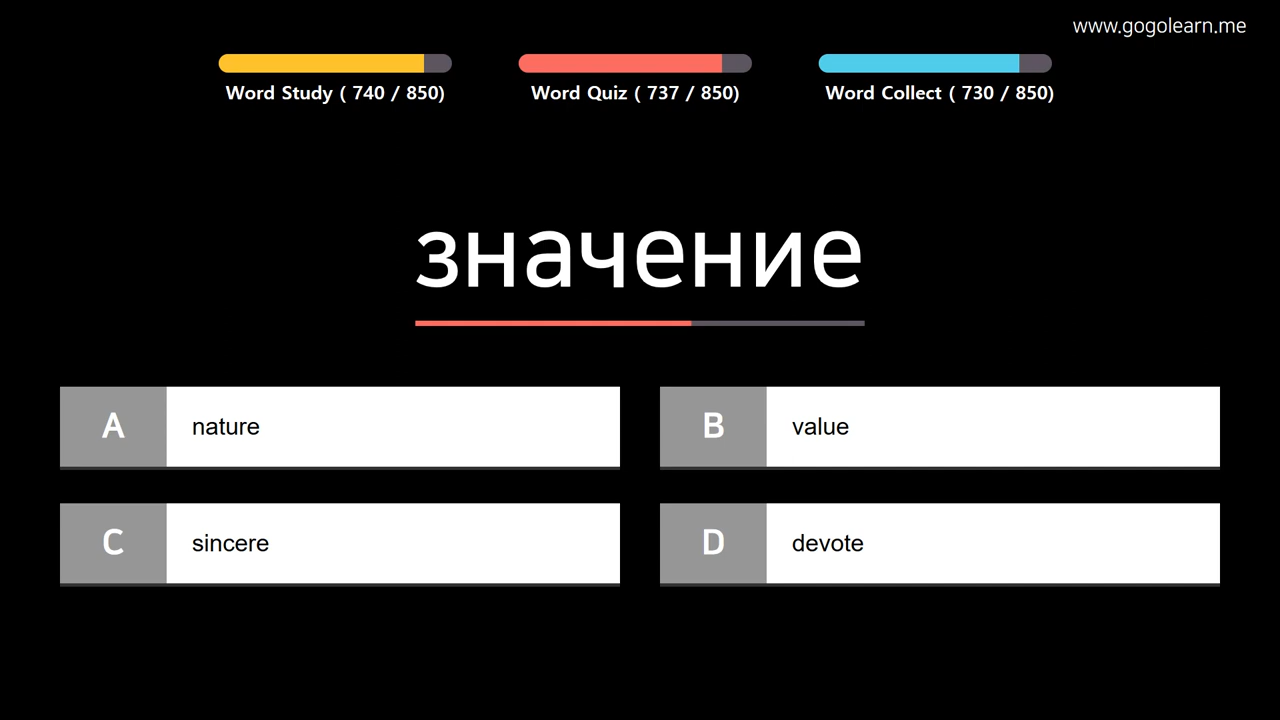 www.gogolearn.me
Word Study ( 740 / 850)
Word Quiz ( 737 / 850)
Word Collect ( 730 / 850)
значение
A nature
B value
C sincere
D devote